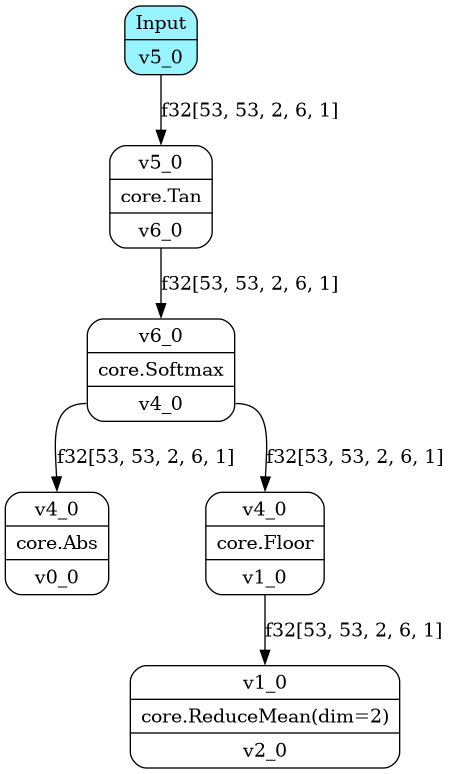 Input
v5_0
f32[53, 53, 2, 6, 1]
v5_0
core.Tan
v6_0
f32[53, 53, 2, 6, 1]
v6_0
core.Softmax
v4_0
f32[53, 53, 2, 6, 1]
f32[53, 53, 2, 6, 1]
v4_0
core.Abs
v0_0
v4_0
core.Floor
v1_0
f32[53, 53, 2, 6, 1]
v1_0
core.ReduceMean(dim=2)
v2_0